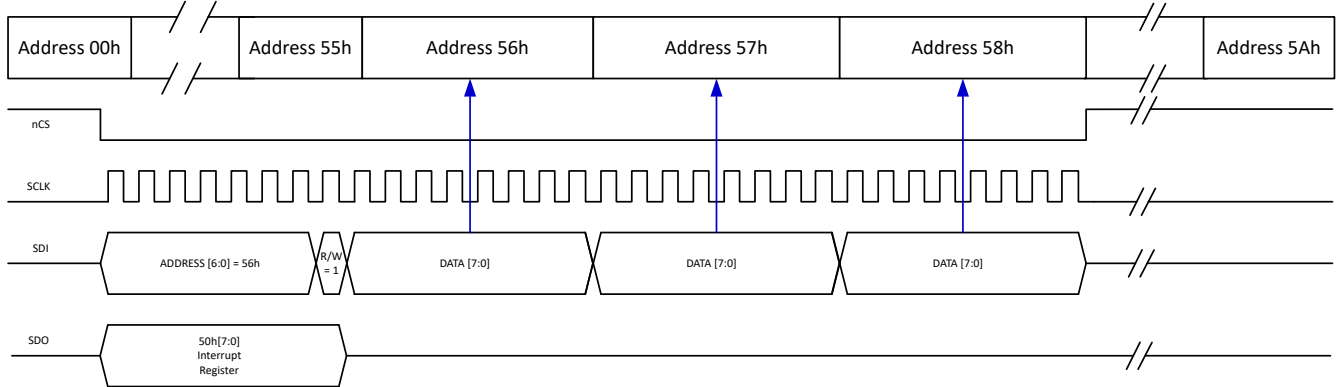 Address 00h
Address 55h
Address 56h
Address 57h
Address 58h
Address 5Ah
nCS
SCLK
SDI
ADDRESS [6:0] = 56h
R/W
= 1
DATA [7:0]
DATA [7:0]
DATA [7:0]
SDO
50h[7:0]
Interrupt
Register